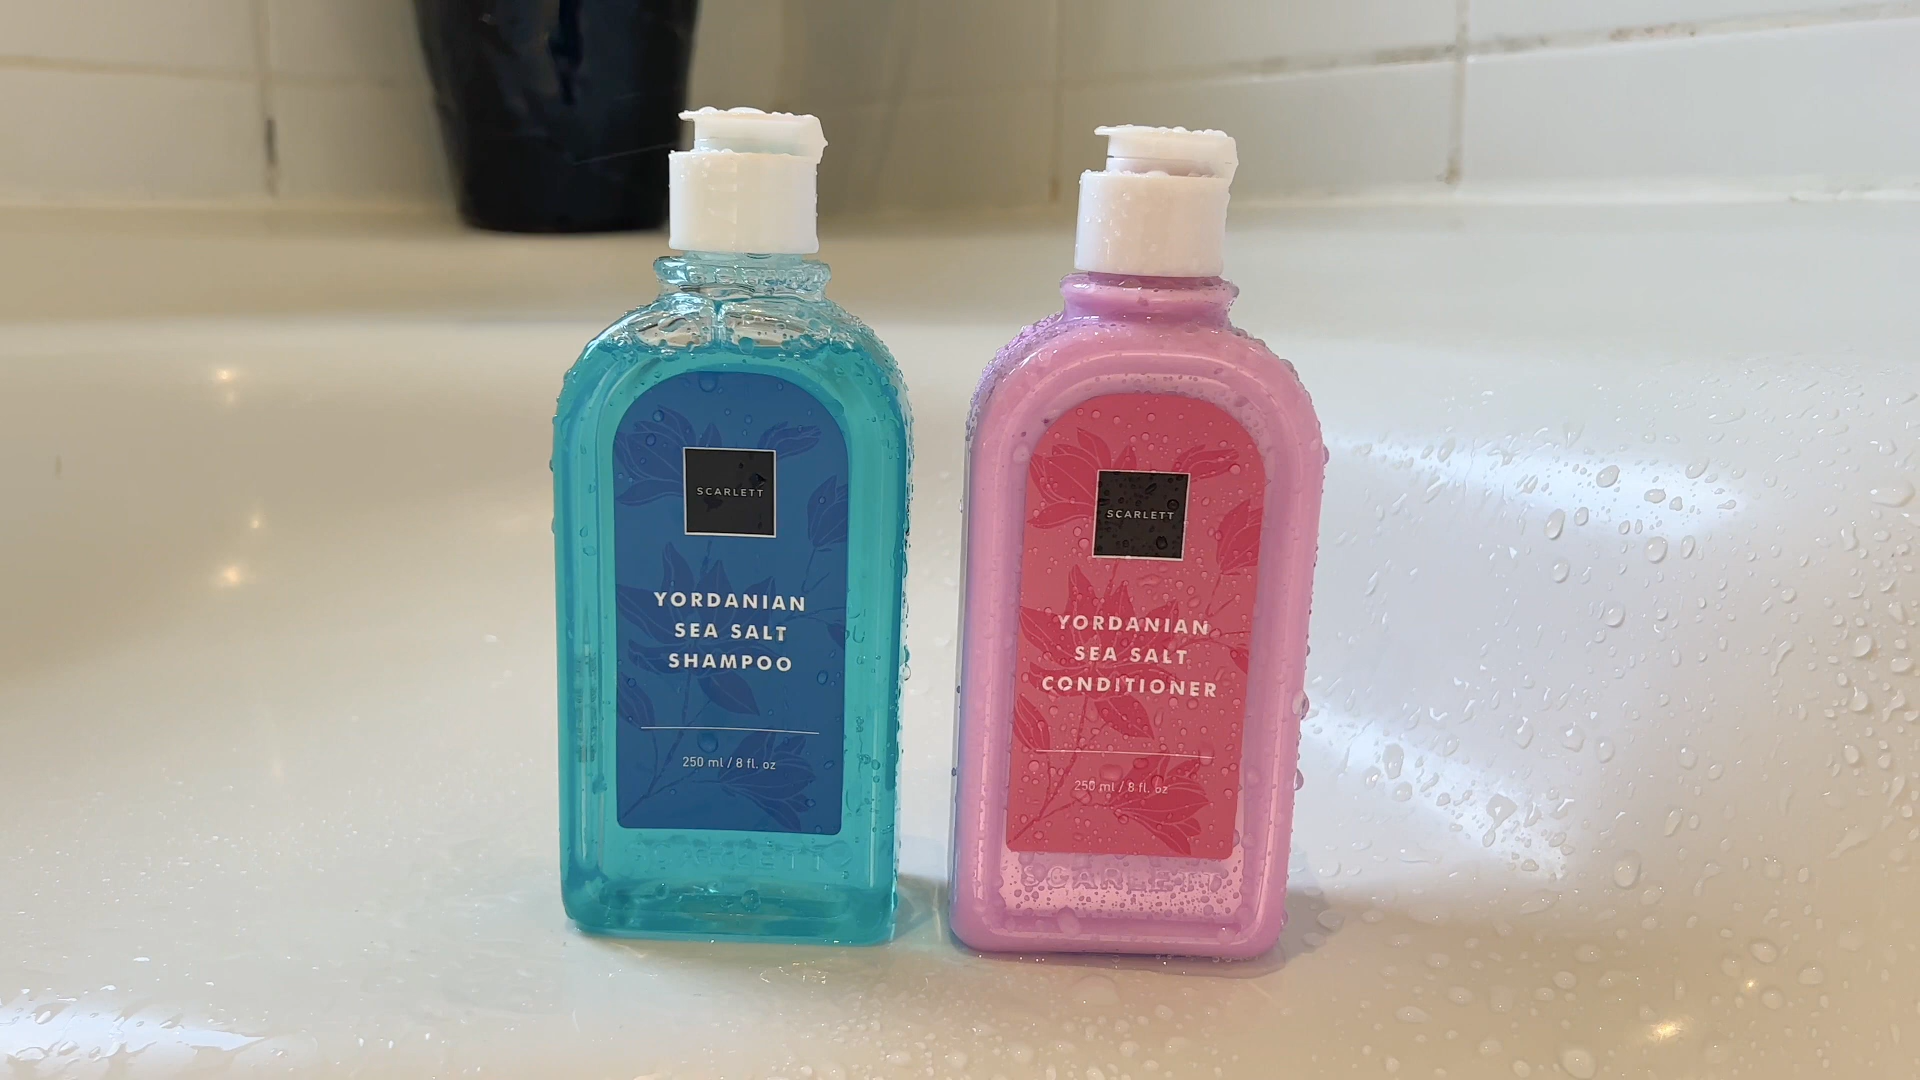 SCARLETT
YORDANIAN
SEA SALT
SHAMPOO
250 ml / 8 fl. oz
SCARLETT
SCARLETT
YORDANIAN
SEA SALT
CONDITIONER
250 ml / 8 fl. oz
SCARLETT